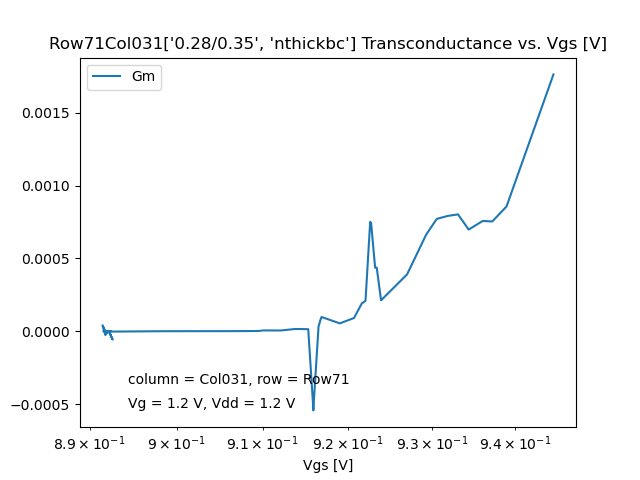 Row71Col031['0.28/0.35', 'nthickbc'] Transconductance vs. Vgs [V]
Gm
0.0015
0.0010
0.0005
0.0000
−0.0005
column = Col031, row = Row71
Vg = 1.2 V, Vdd = 1.2 V
8.9 × 10⁻¹ 9 × 10⁻¹ 9.1 × 10⁻¹ 9.2 × 10⁻¹ 9.3 × 10⁻¹ 9.4 × 10⁻¹
Vgs [V]